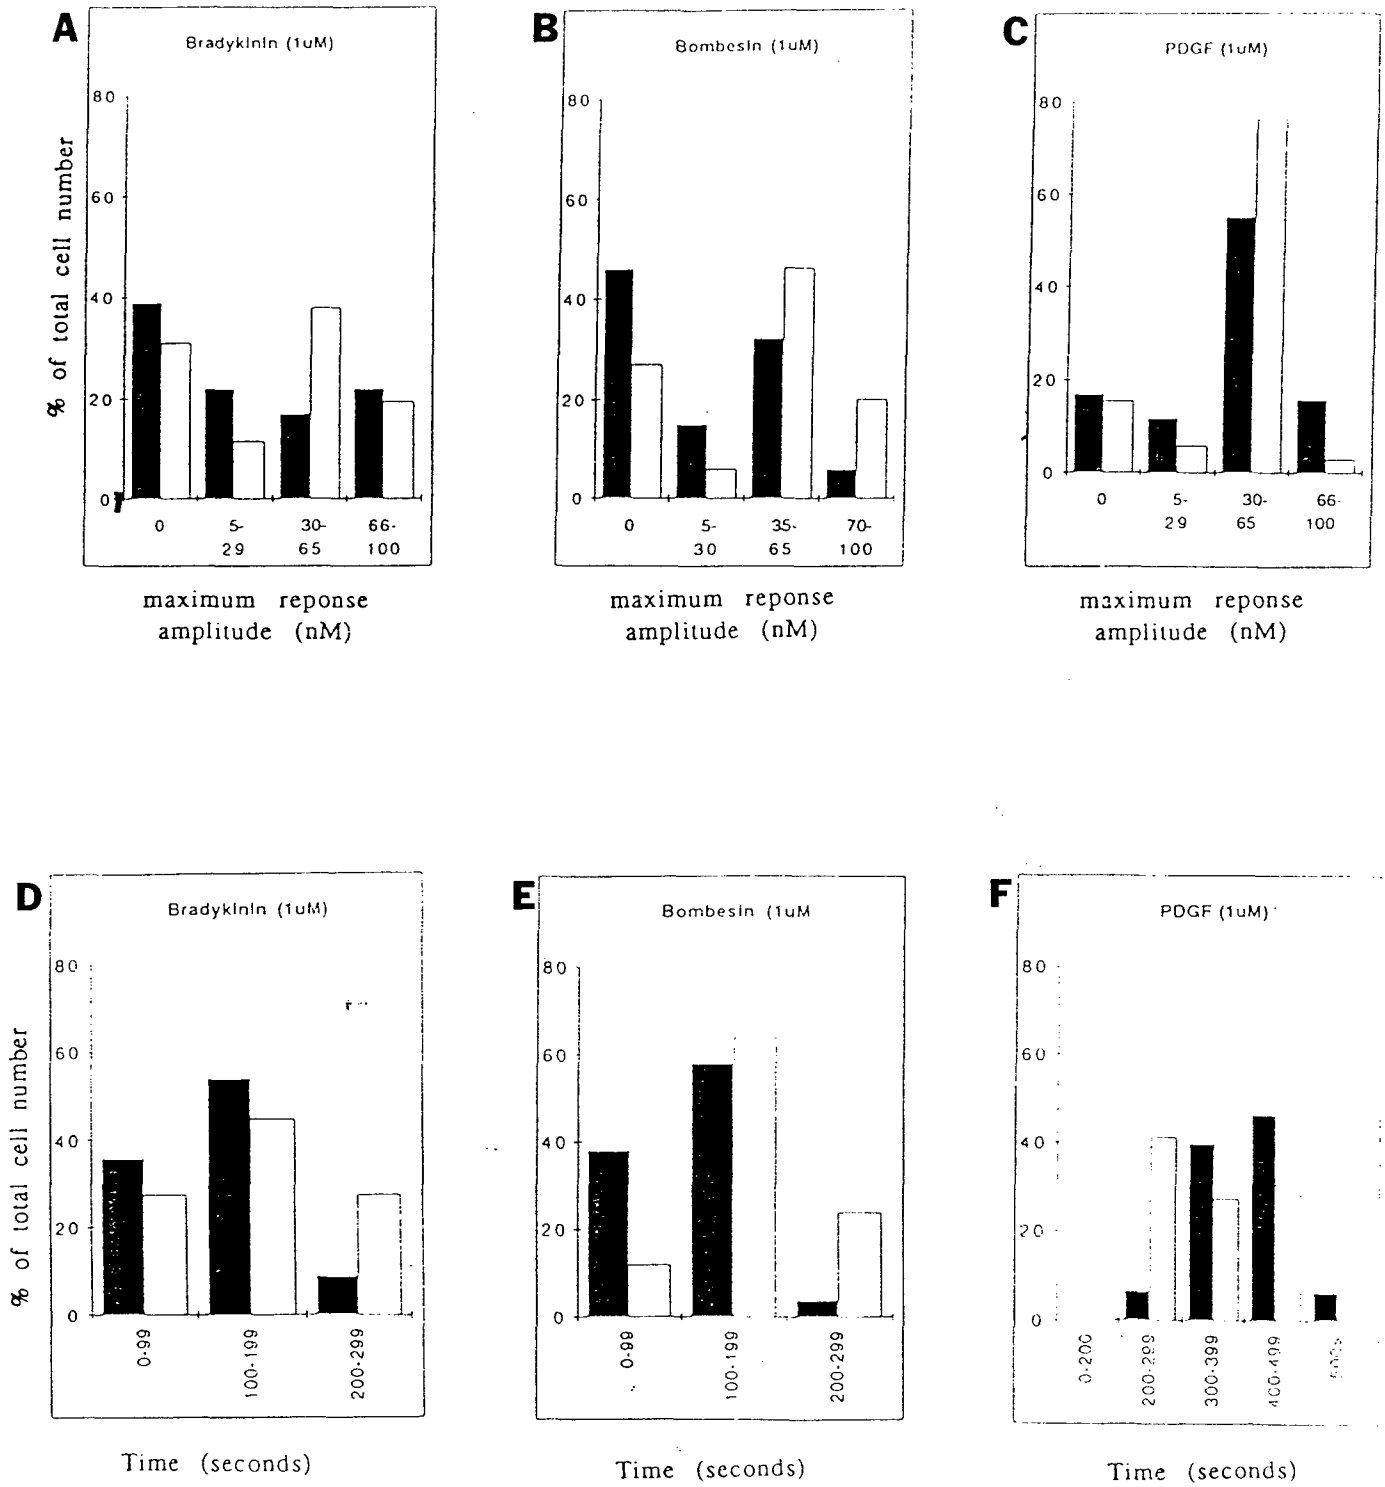 A
Bradykinin (1uM)
80
60
40
20
0
% of total cell number
0 5- 30- 66-
29 65 100
maximum reponse
amplitude (nM)
B
Bombesin (1uM)
80
60
40
20
0
0 5- 35- 70-
30 65 100
maximum reponse
amplitude (nM)
C
PDGF (1uM)
80
60
40
20
0
0 5- 30- 66-
29 65 100
maximum reponse
amplitude (nM)
D
Bradykinin (1uM)
80
60
40
20
0
% of total cell number
0-99
100-199
200-299
Time (seconds)
E
Bombesin (1uM
80
60
40
20
0
0-99
100-199
200-299
Time (seconds)
F
PDGF (1uM)
80
60
40
20
0
0-200
200-299
300-399
400-499
Time (seconds)